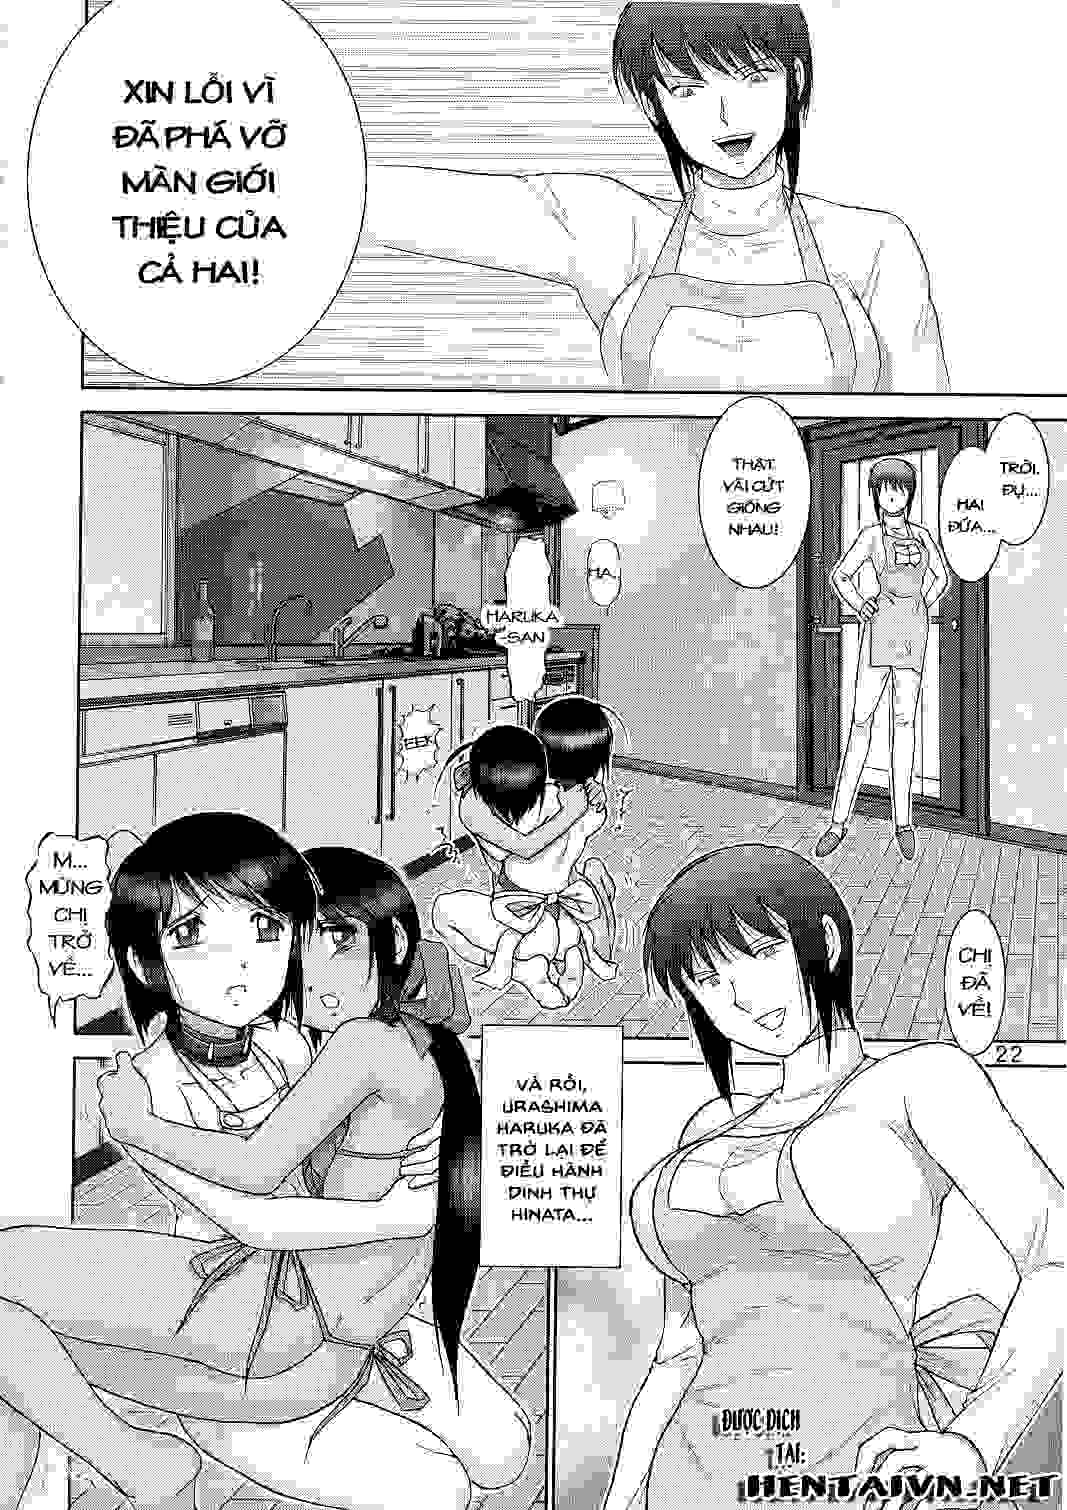 XIN LỖI VÌ
ĐÃ PHÁ VỠ
MÀN GIỚI
THIỆU CỦA
CẢ HAI!
TRỜI,
ĐỤ...
HAI
ĐỨA...
THẬT
VÃI CỨT
GIỐNG
NHAU!
HA..
HARUKA
-SAN
EEK
M...
MỪNG
CHỊ
TRỞ
VỀ...
CHỊ
ĐÃ
VỀ!
22
VÀ RỒI,
URASHIMA
HARUKA ĐÃ
TRỞ LẠI ĐỂ
ĐIỀU HÀNH
DINH THỰ
HINATA...
ĐƯỢC DỊCH
TẠI:
HENTAIVN.NET